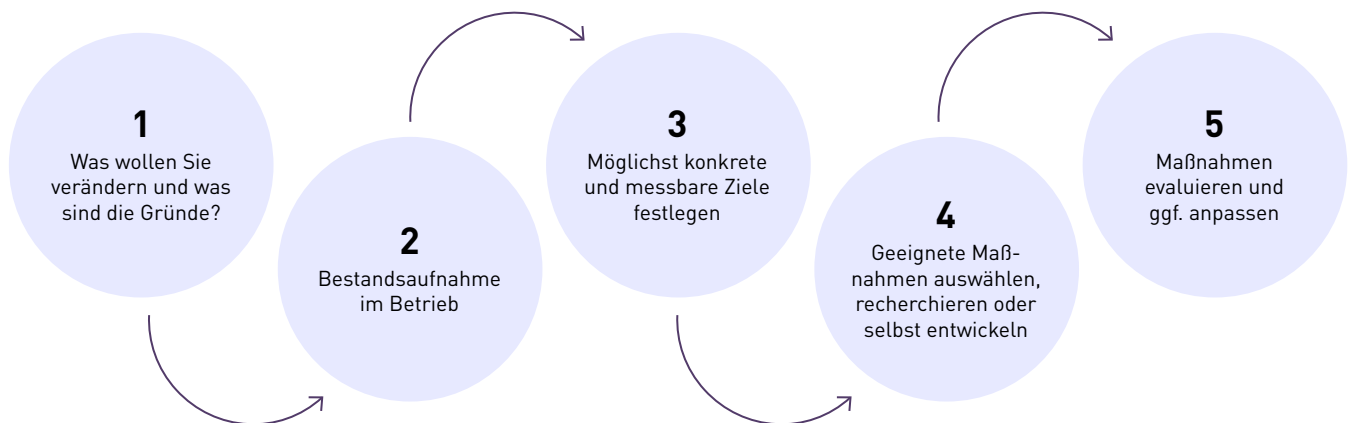 1
Was wollen Sie
verändern und was
sind die Gründe?
2
Bestandsaufnahme
im Betrieb
3
Möglichst konkrete
und messbare Ziele
festlegen
4
Geeignete Maß-
nahmen auswählen,
recherchieren oder
selbst entwickeln
5
Maßnahmen
evaluieren und
ggf. anpassen